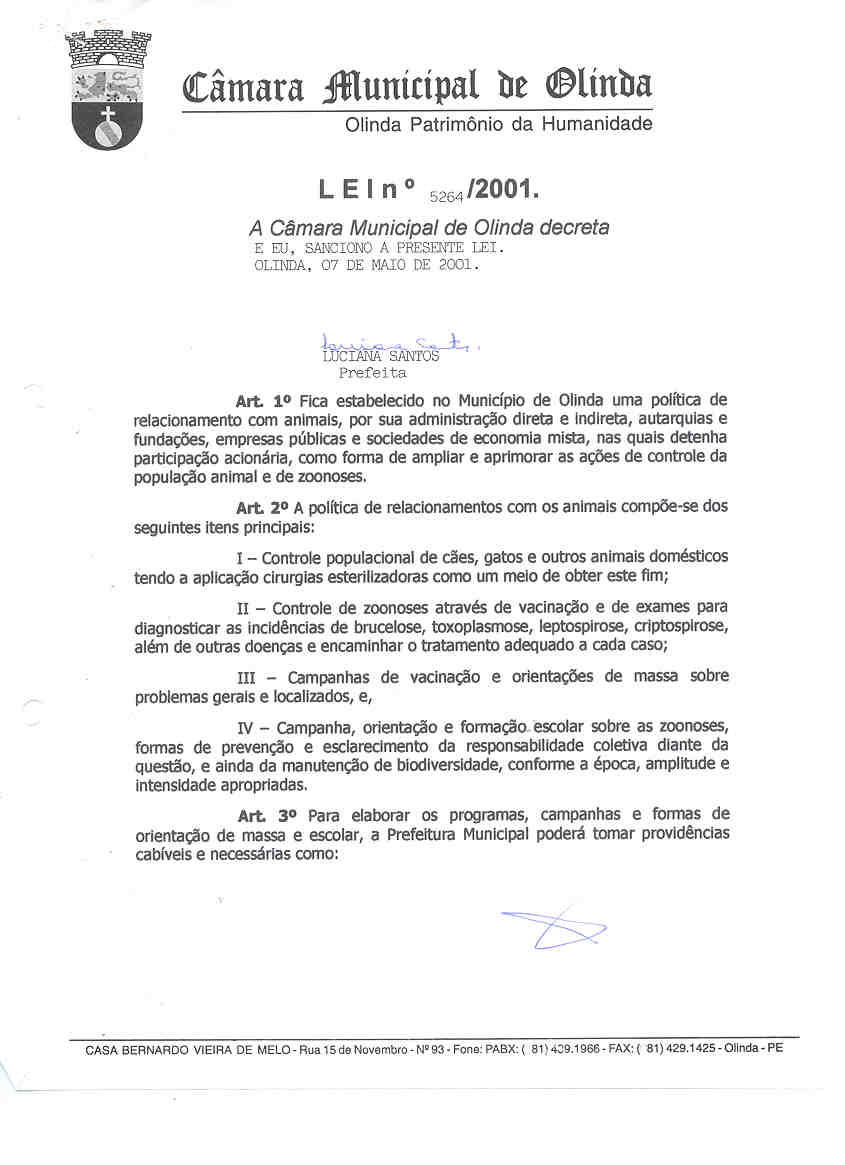 Câmara Municipal de Olinda
Olinda Patrimônio da Humanidade
L E I n º 5264/2001.
A Câmara Municipal de Olinda decreta
E EU, SANCIONO A PRESENTE LEI.
OLINDA, 07 DE MAIO DE 2001.
Luciana Santos
LUCIANA SANTOS
Prefeita
Art. 1º Fica estabelecido no Município de Olinda uma política de
relacionamento com animais, por sua administração direta e indireta, autarquias e
fundações, empresas públicas e sociedades de economia mista, nas quais detenha
participação acionária, como forma de ampliar e aprimorar as ações de controle da
população animal e de zoonoses.
Art. 2º A política de relacionamentos com os animais compõe-se dos
seguintes itens principais:
I – Controle populacional de cães, gatos e outros animais domésticos
tendo a aplicação cirurgias esterilizadoras como um meio de obter este fim;
II – Controle de zoonoses através de vacinação e de exames para
diagnosticar as incidências de brucelose, toxoplasmose, leptospirose, criptospirose,
além de outras doenças e encaminhar o tratamento adequado a cada caso;
III – Campanhas de vacinação e orientações de massa sobre
problemas gerais e localizados, e,
IV – Campanha, orientação e formação escolar sobre as zoonoses,
formas de prevenção e esclarecimento da responsabilidade coletiva diante da
questão, e ainda da manutenção de biodiversidade, conforme a época, amplitude e
intensidade apropriadas.
Art. 3º Para elaborar os programas, campanhas e formas de
orientação de massa e escolar, a Prefeitura Municipal poderá tomar providências
cabíveis e necessárias como:
CASA BERNARDO VIEIRA DE MELO - Rua 15 de Novembro - Nº 93 - Fone: PABX: ( 81) 439.1966 - FAX: ( 81) 429.1425 - Olinda - PE